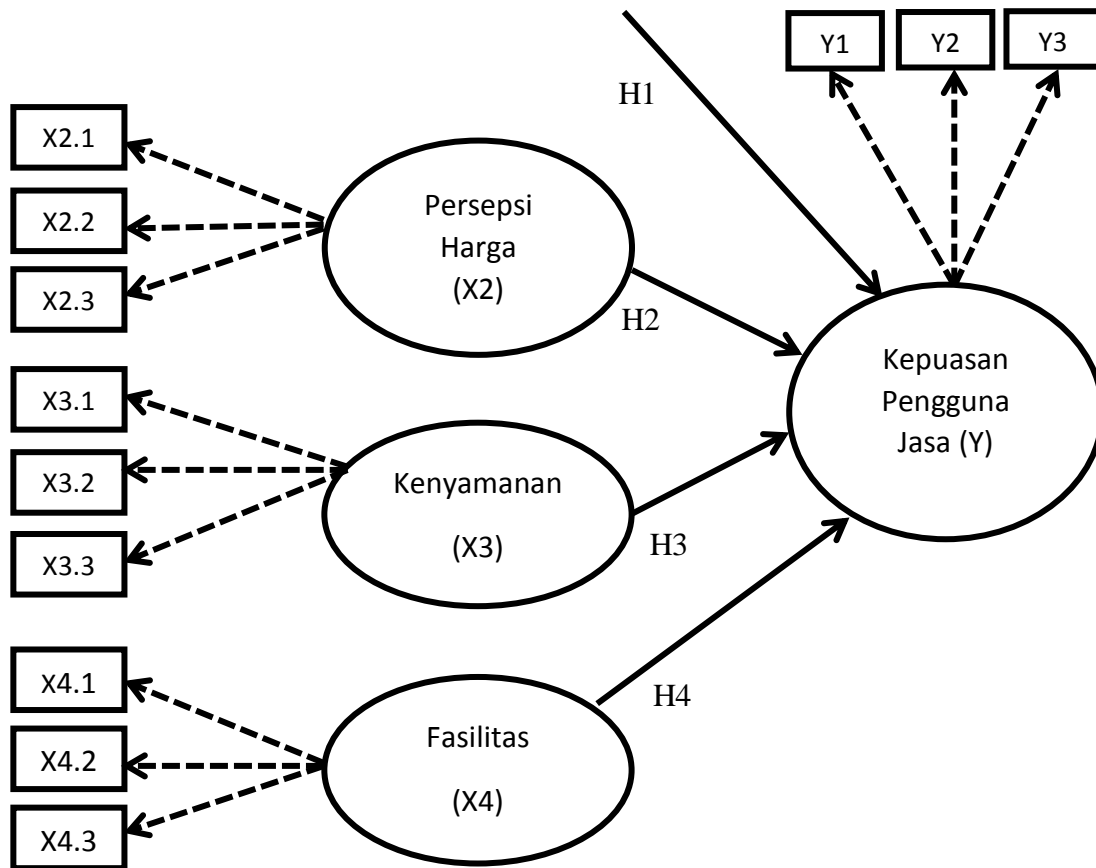 Y1
Y2
Y3
H1
X2.1
X2.2
X2.3
Persepsi
Harga
(X2)
H2
Kepuasan
Pengguna
Jasa (Y)
X3.1
X3.2
X3.3
Kenyamanan
(X3)
H3
X4.1
X4.2
X4.3
Fasilitas
(X4)
H4